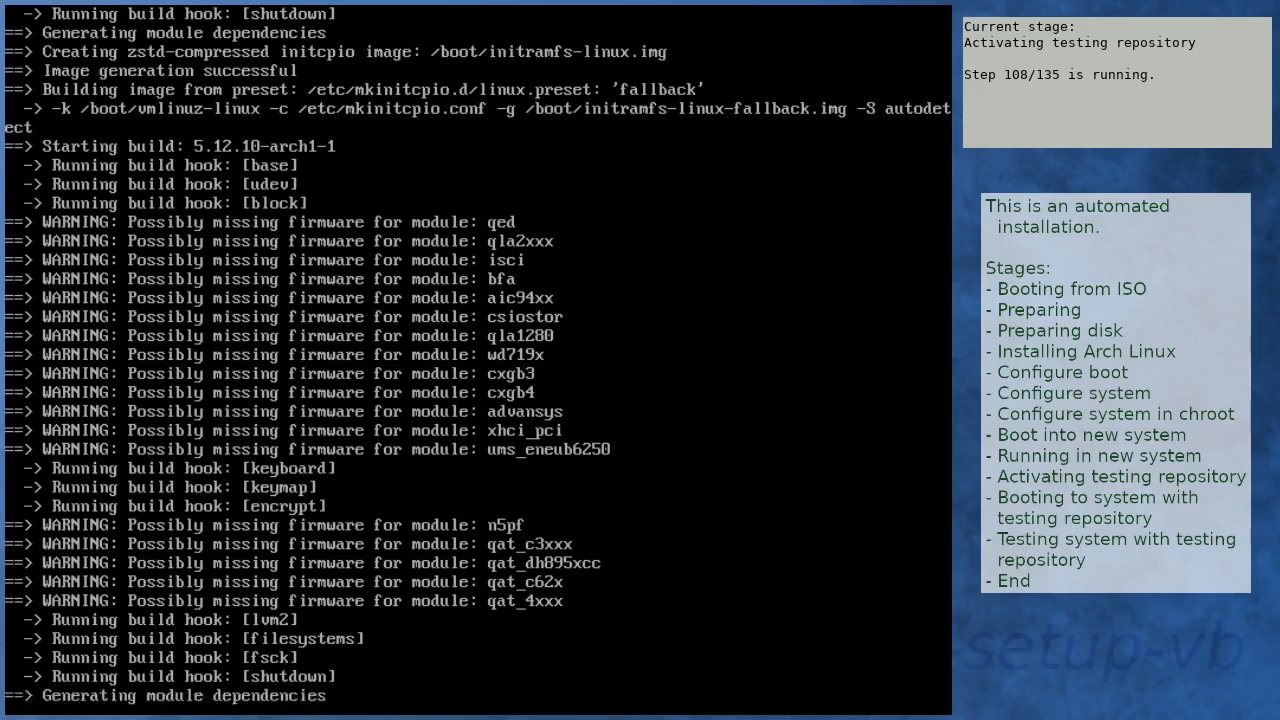 -> Running build hook: [shutdown]
==> Generating module dependencies
==> Creating zstd-compressed initcpio image: /boot/initramfs-linux.img
==> Image generation successful
==> Building image from preset: /etc/mkinitcpio.d/linux.preset: 'fallback'
  -> -k /boot/vmlinuz-linux -c /etc/mkinitcpio.conf -g /boot/initramfs-linux-fallback.img -S autodet
ect
==> Starting build: 5.12.10-arch1-1
  -> Running build hook: [base]
  -> Running build hook: [udev]
  -> Running build hook: [block]
==> WARNING: Possibly missing firmware for module: qed
==> WARNING: Possibly missing firmware for module: qla2xxx
==> WARNING: Possibly missing firmware for module: isci
==> WARNING: Possibly missing firmware for module: bfa
==> WARNING: Possibly missing firmware for module: aic94xx
==> WARNING: Possibly missing firmware for module: csiostor
==> WARNING: Possibly missing firmware for module: qla1280
==> WARNING: Possibly missing firmware for module: wd719x
==> WARNING: Possibly missing firmware for module: cxgb3
==> WARNING: Possibly missing firmware for module: cxgb4
==> WARNING: Possibly missing firmware for module: advansys
==> WARNING: Possibly missing firmware for module: xhci_pci
==> WARNING: Possibly missing firmware for module: ums_eneub6250
  -> Running build hook: [keyboard]
  -> Running build hook: [keymap]
  -> Running build hook: [encrypt]
==> WARNING: Possibly missing firmware for module: n5pf
==> WARNING: Possibly missing firmware for module: qat_c3xxx
==> WARNING: Possibly missing firmware for module: qat_dh895xcc
==> WARNING: Possibly missing firmware for module: qat_c62x
==> WARNING: Possibly missing firmware for module: qat_4xxx
  -> Running build hook: [lvm2]
  -> Running build hook: [filesystems]
  -> Running build hook: [fsck]
  -> Running build hook: [shutdown]
==> Generating module dependencies
Current stage:
Activating testing repository
Step 108/135 is running.
This is an automated
installation.
Stages:
- Booting from ISO
- Preparing
- Preparing disk
- Installing Arch Linux
- Configure boot
- Configure system
- Configure system in chroot
- Boot into new system
- Running in new system
- Activating testing repository
- Booting to system with
testing repository
- Testing system with testing
repository
- End
setup-vb